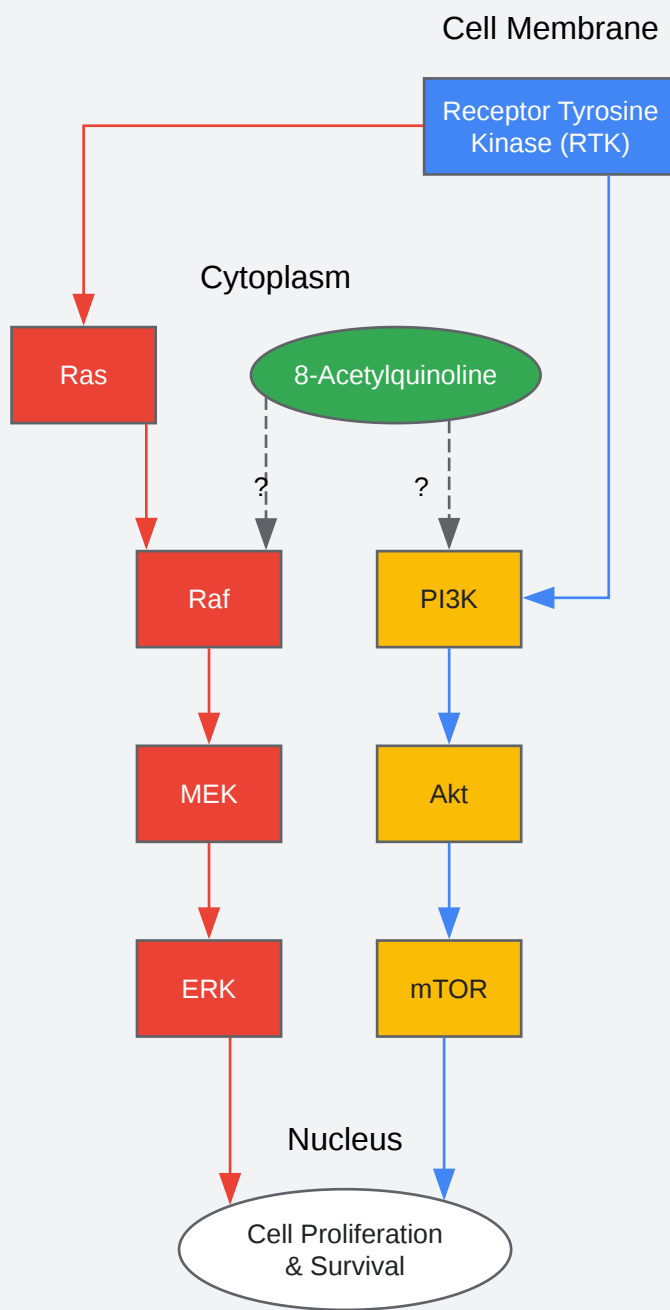 Cell Membrane
Receptor Tyrosine
Kinase (RTK)
Cytoplasm
Ras
8-Acetylquinoline
?
?
Raf
PI3K
MEK
Akt
ERK
mTOR
Nucleus
Cell Proliferation
& Survival